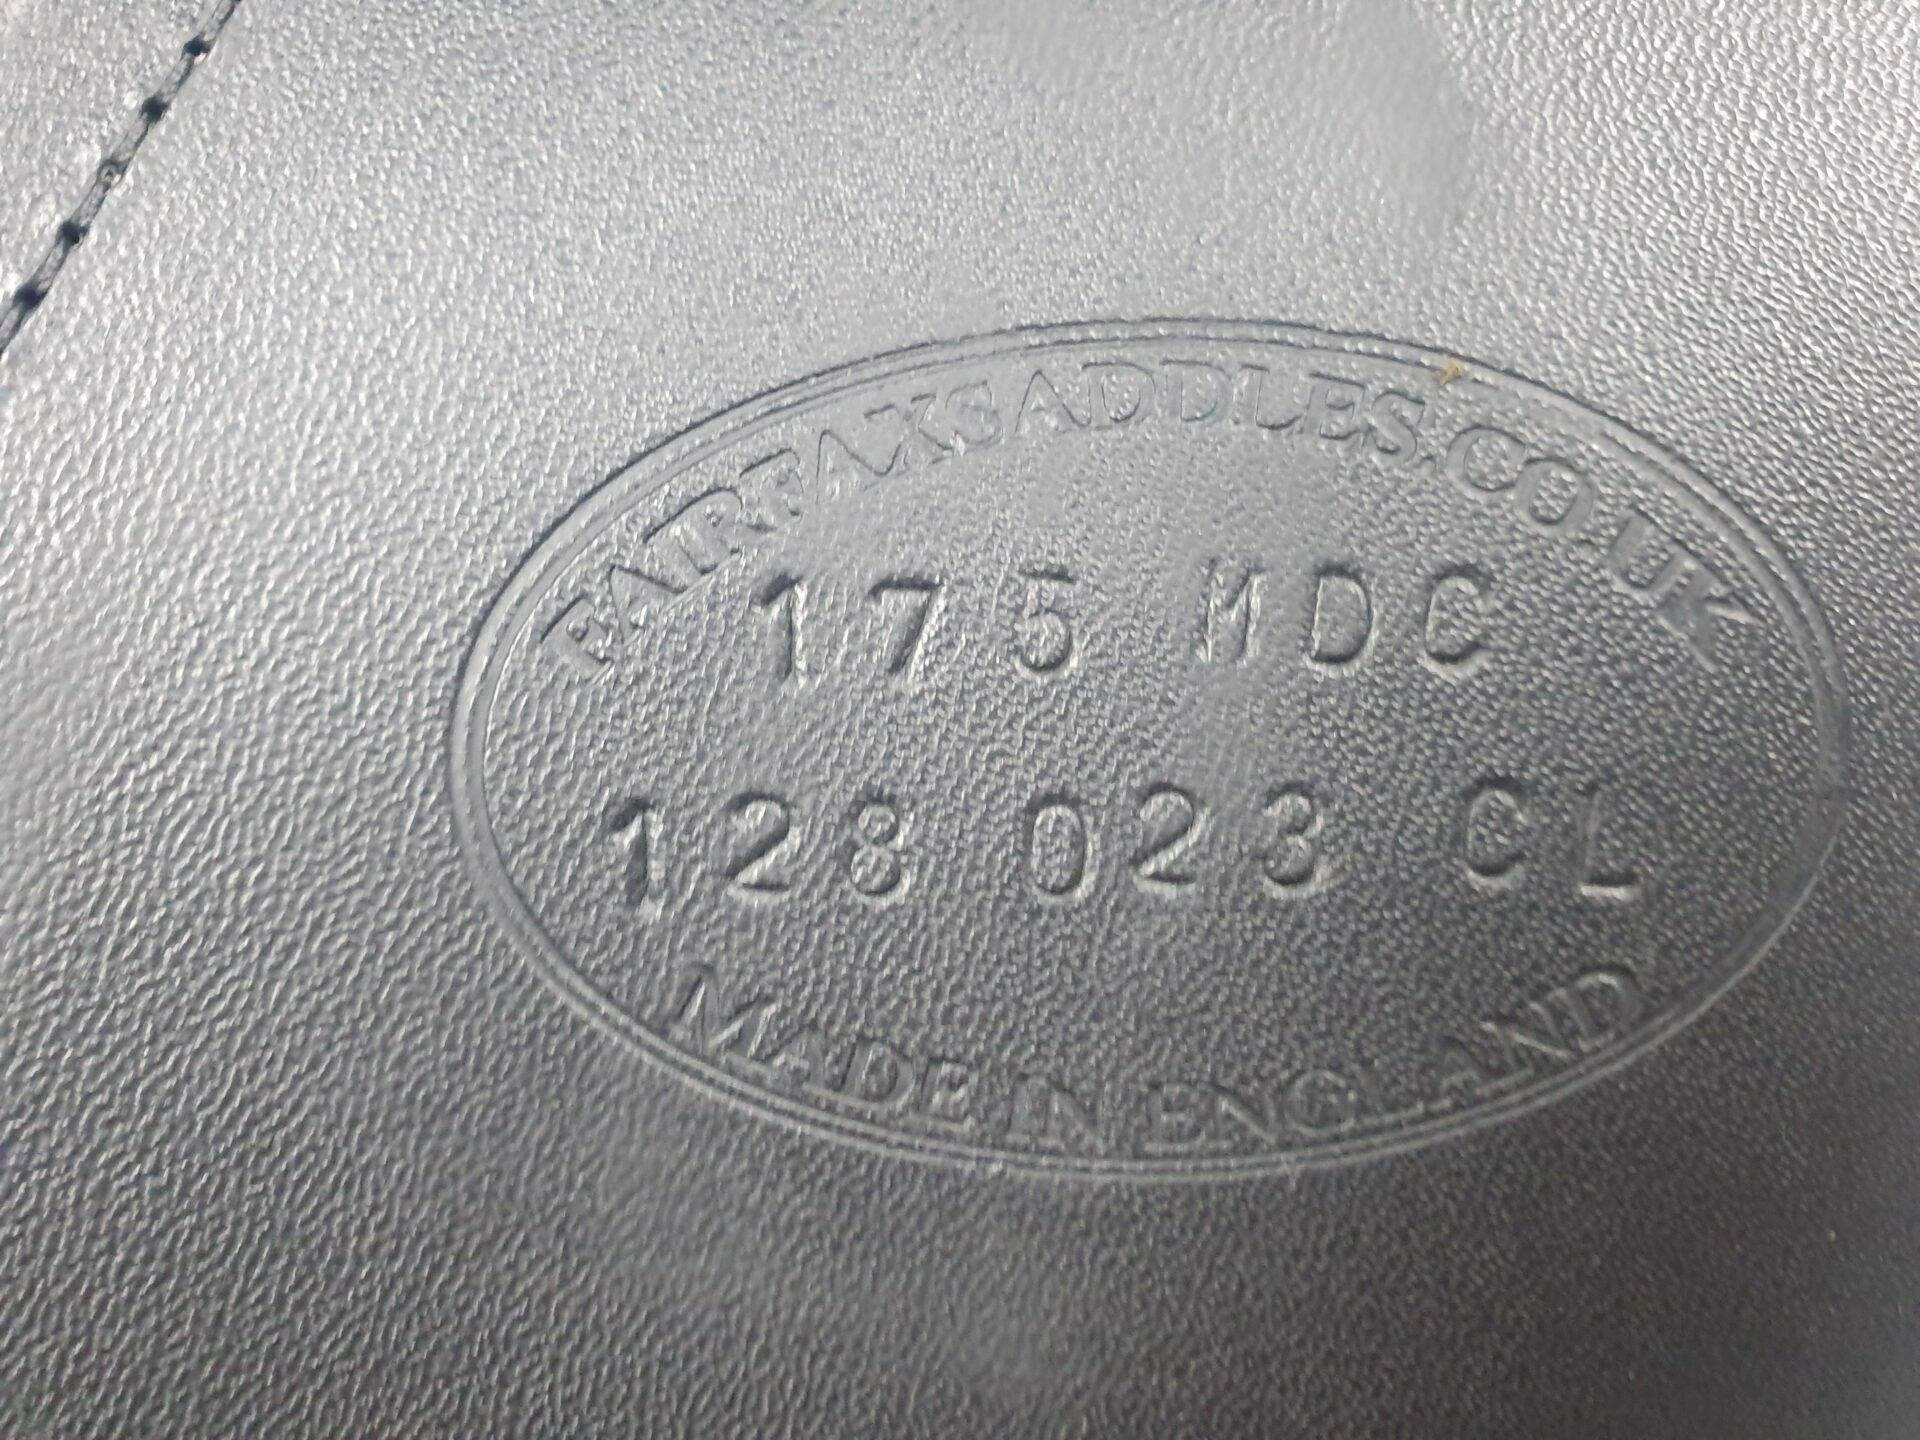 FAIRFAXSADDLES.CO.UK
175 MDC
128 023 CL
MADE IN ENGLAND